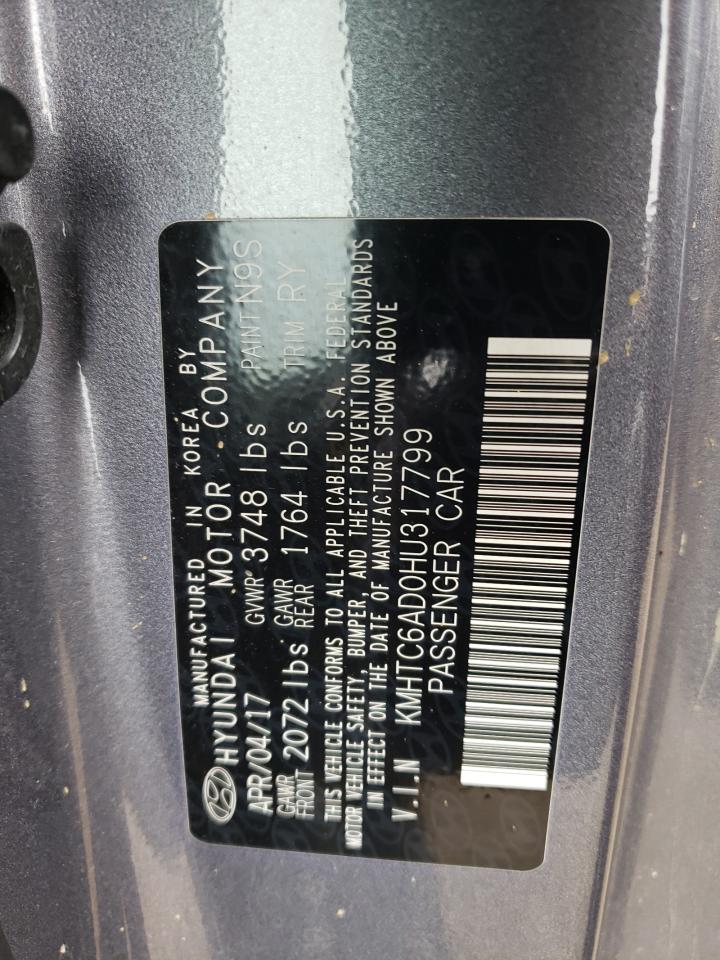 MANUFACTURED IN KOREA BY
HYUNDAI MOTOR COMPANY
APR/04/17 GVWR 3748 lbs PAINT N9S
GAWR FRONT 2072 lbs GAWR REAR 1764 lbs TRIM RY
THIS VEHICLE CONFORMS TO ALL APPLICABLE U.S.A. FEDERAL
MOTOR VEHICLE SAFETY, BUMPER, AND THEFT PREVENTION STANDARDS
IN EFFECT ON THE DATE OF MANUFACTURE SHOWN ABOVE
V.I.N KMHTC6AD0HU317799
PASSENGER CAR